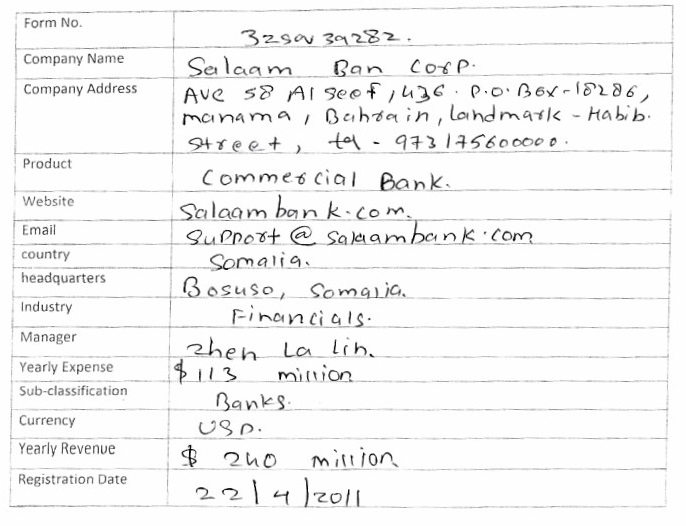 Form No. 32sav39282.
Company Name Salaam Ban Corp.
Company Address Ave 58 Al seef, 436. P.O. Box-18286,
manama, Bahrain, landmark - Habib.
street, tel - 973 175600000.
Product Commercial Bank.
Website Salaambank.com.
Email Support@salaambank.com
country Somalia.
headquarters Bosuso, Somalia.
Industry Financials.
Manager Zhen La Lin.
Yearly Expense $113 million
Sub-classification Banks.
Currency USD.
Yearly Revenue $ 240 million
Registration Date 22/4/2011